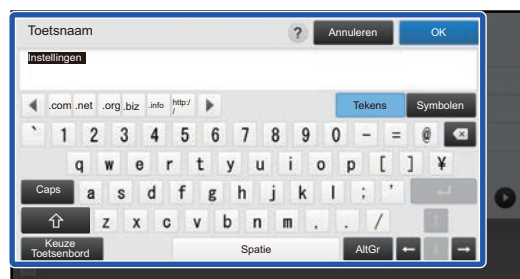 Toetsnaam ? Annuleren OK
Instellingen
.com .net .org .biz .info http:/ / Tekens Symbolen
` 1 2 3 4 5 6 7 8 9 0 - = @
q w e r t y u i o p [ ] ¥
Caps a s d f g h j k l ; '
z x c v b n m , . /
Keuze Toetsenbord Spatie AltGr